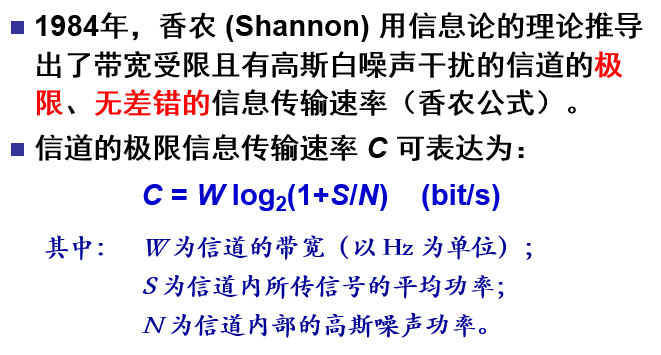 ■ 1984年，香农 (Shannon) 用信息论的理论推导
出了带宽受限且有高斯白噪声干扰的信道的极
限、无差错的信息传输速率（香农公式）。
■ 信道的极限信息传输速率 C 可表达为：
C = W log₂(1+S/N) (bit/s)
其中： W 为信道的带宽（以 Hz 为单位）；
S 为信道内所传信号的平均功率；
N 为信道内部的高斯噪声功率。